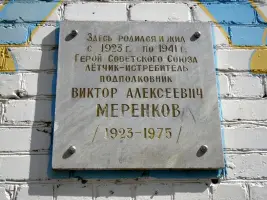 Здесь родился и жил
с 1923 г. по 1941 г.
Герой Советского Союза
лётчик-истребитель
подполковник
Виктор Алексеевич
Меренков
/1923-1975/